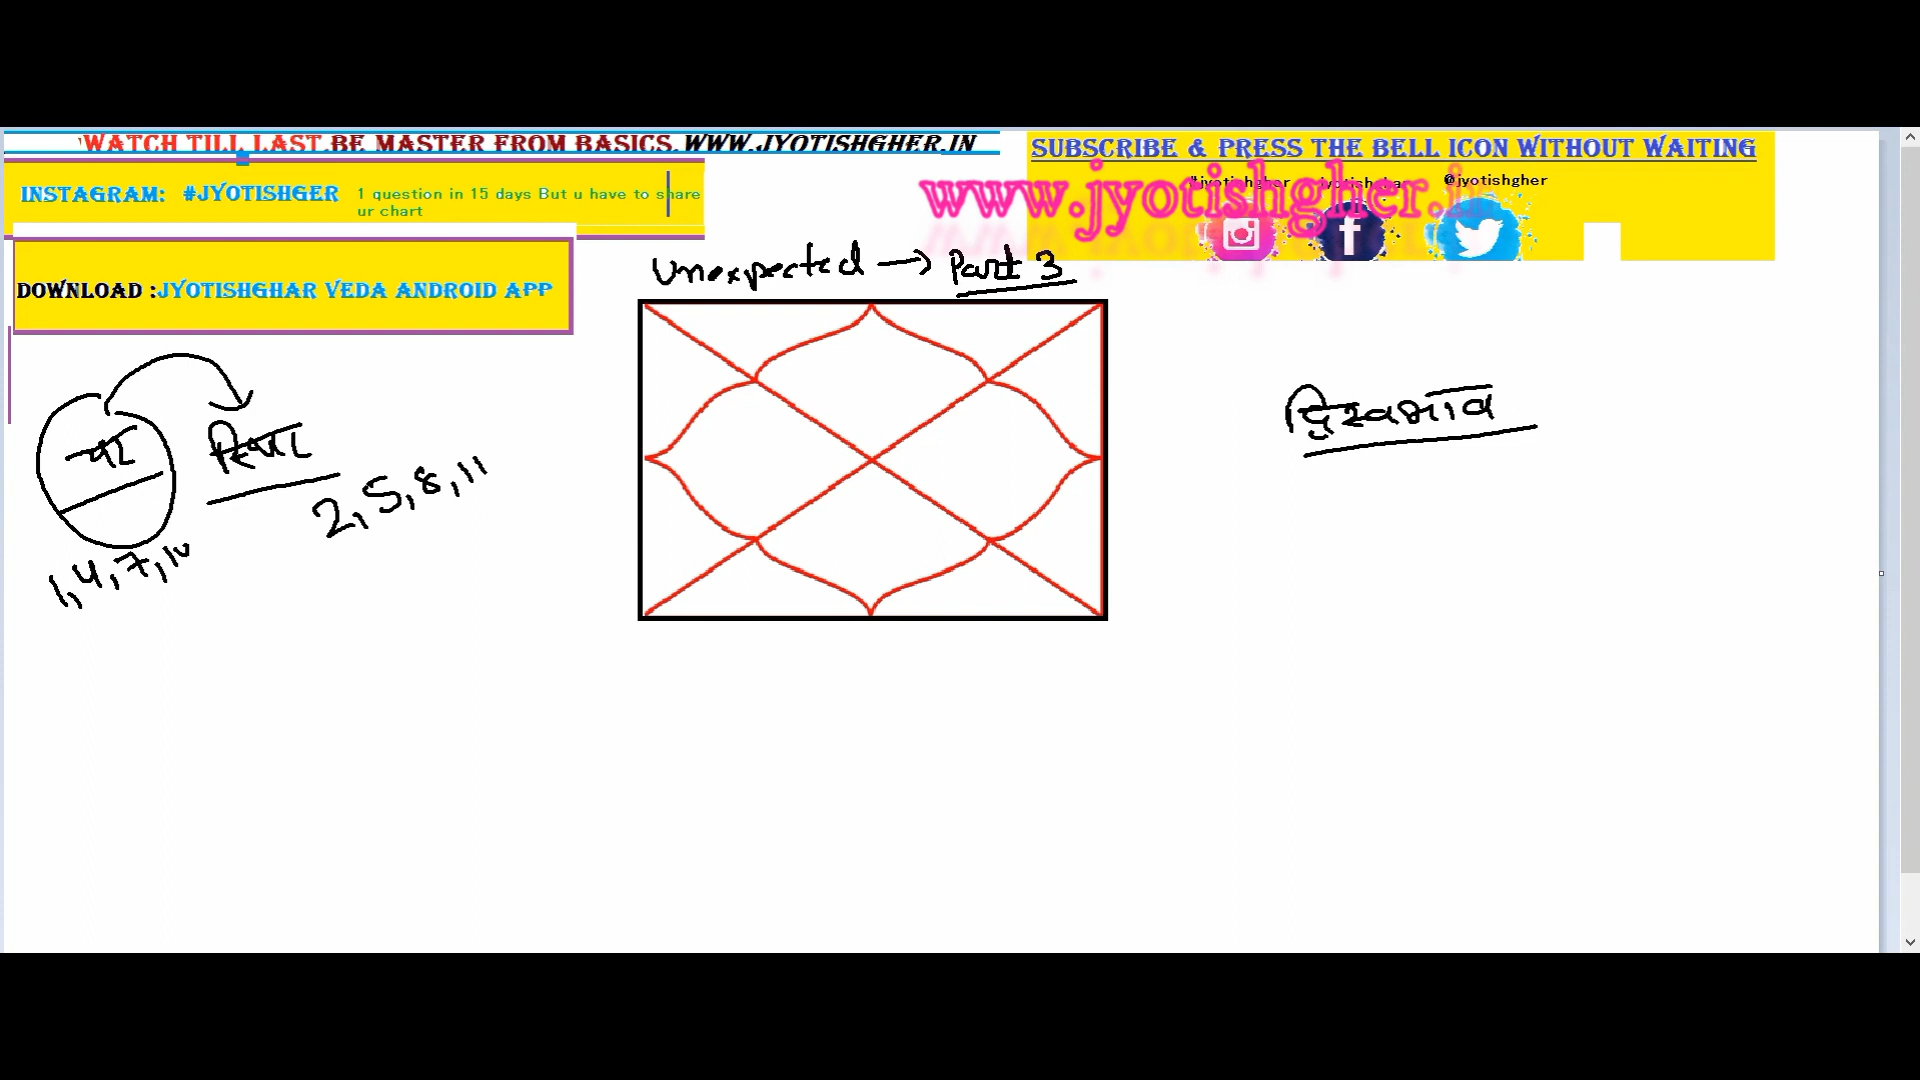 WATCH TILL LAST.BE MASTER FROM BASICS.WWW.JYOTISHGHER.IN
SUBSCRIBE & PRESS THE BELL ICON WITHOUT WAITING
INSTAGRAM: #JYOTISHGER 1 question in 15 days But u have to share
ur chart
@jyotishgher
www.jyotishgher.in
DOWNLOAD :JYOTISHGHAR VEDA ANDROID APP
Unexpected → Part 3
चर स्थिर
2, 5, 8, 11
1, 4, 7, 10
द्विस्वभाव